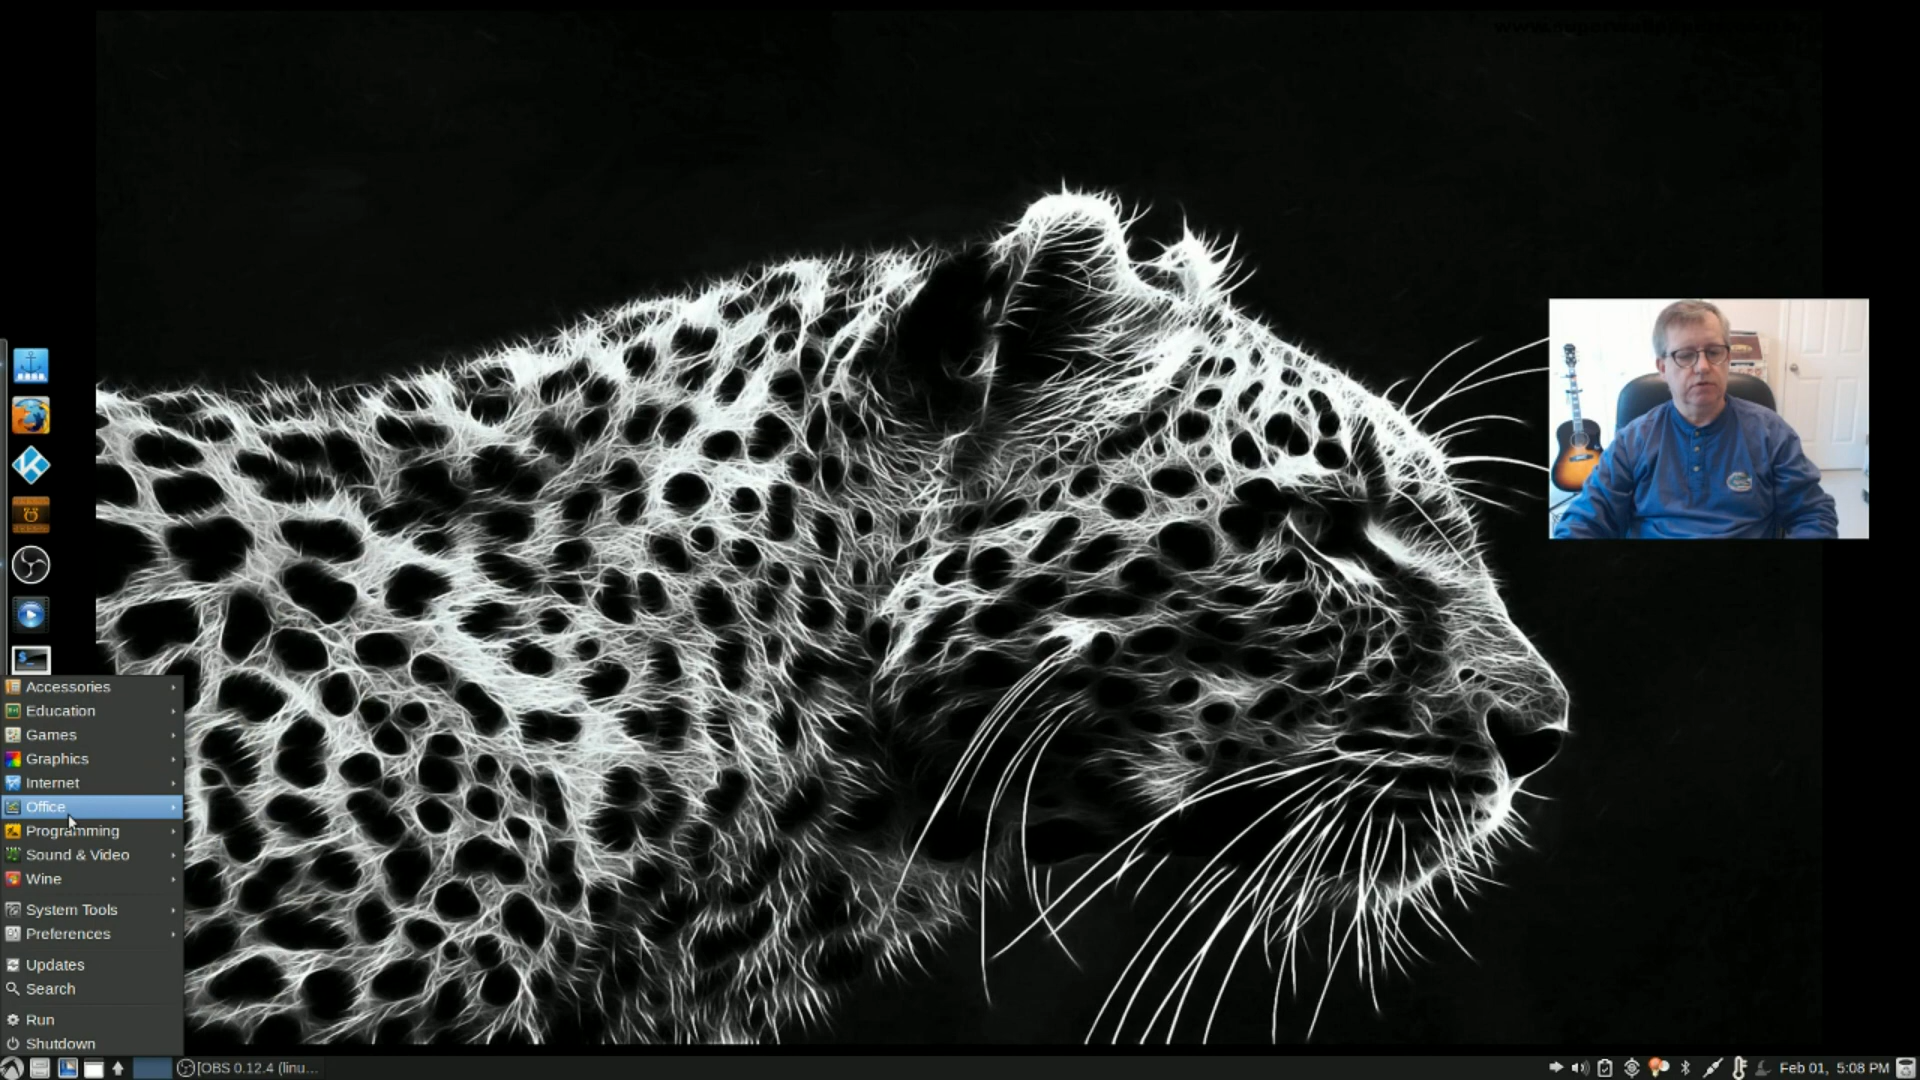 $_
Accessories
Education
Games
Graphics
Internet
Office
Programming
Sound & Video
Wine
System Tools
Preferences
Updates
Search
Run
Shutdown
[OBS 0.12.4 (linu...
Feb 01, 5:08 PM